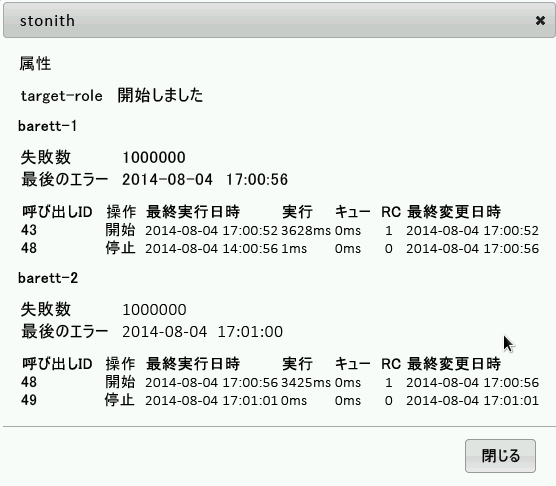 stonith
属性
target-role 開始しました
barett-1
失敗数 1000000
最後のエラー 2014-08-04 17:00:56
呼び出しID 操作 最終実行日時 実行 キュー RC 最終変更日時
43 開始 2014-08-04 17:00:52 3628ms 0ms 1 2014-08-04 17:00:52
48 停止 2014-08-04 14:00:56 1ms 0ms 0 2014-08-04 17:00:56
barett-2
失敗数 1000000
最後のエラー 2014-08-04 17:01:00
呼び出しID 操作 最終実行日時 実行 キュー RC 最終変更日時
48 開始 2014-08-04 17:00:56 3425ms 0ms 1 2014-08-04 17:00:56
49 停止 2014-08-04 17:01:01 0ms 0ms 0 2014-08-04 17:01:01
閉じる